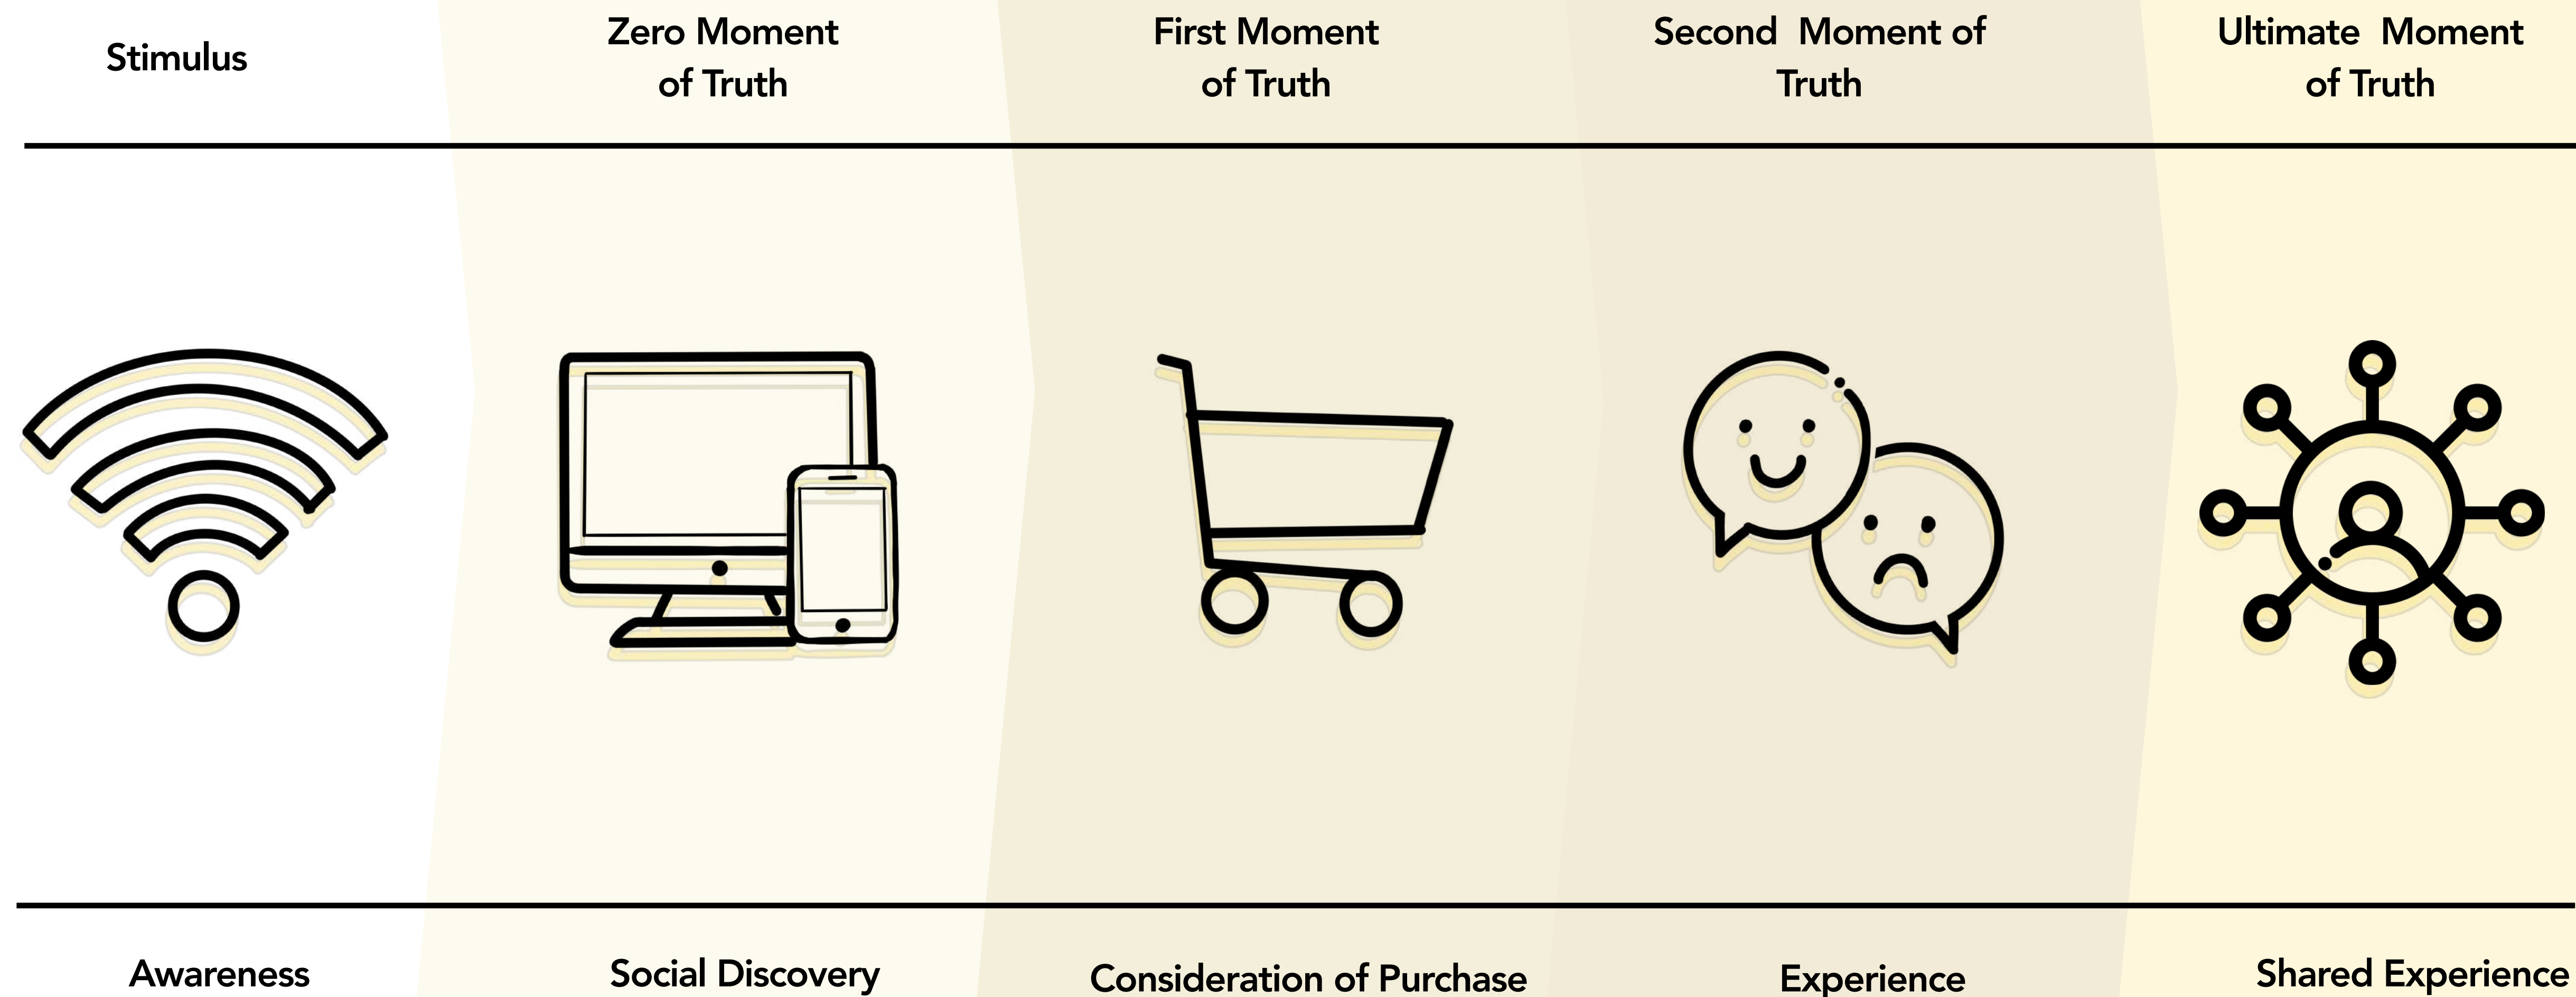 Stimulus
Zero Moment
of Truth
First Moment
of Truth
Second  Moment of
Truth
Ultimate  Moment
of Truth
Awareness
Social Discovery
Consideration of Purchase
Experience
Shared Experience